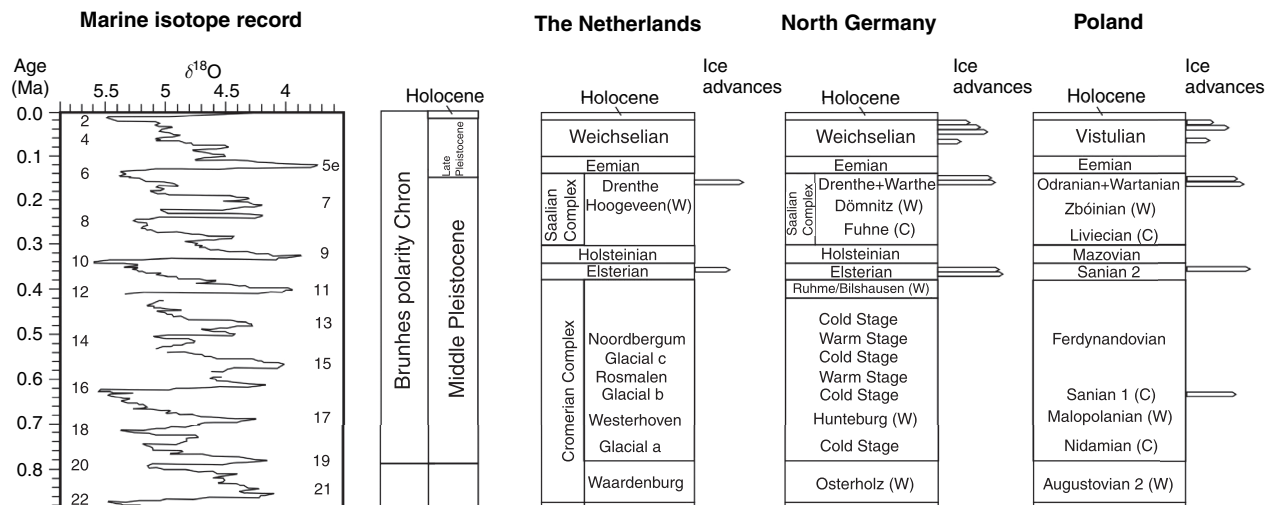 Marine isotope record
The Netherlands
North Germany
Poland
Age
(Ma)
δ18O
5.5 5 4.5 4
0.0
0.1
0.2
0.3
0.4
0.5
0.6
0.7
0.8
2
4
6
8
10
12
14
16
18
20
22
5e
7
9
11
13
15
17
19
21
Holocene
Brunhes polarity Chron
Late
Pleistocene
Middle Pleistocene
Ice
advances
Holocene
Weichselian
Eemian
Saalian
Complex
Drenthe
Hoogeveen(W)
Holsteinian
Elsterian
Cromerian Complex
Noordbergum
Glacial c
Rosmalen
Glacial b
Westerhoven
Glacial a
Waardenburg
Ice
advances
Holocene
Weichselian
Eemian
Saalian
Complex
Drenthe+Warthe
Dömnitz (W)
Fuhne (C)
Holsteinian
Elsterian
Ruhme/Bilshausen (W)
Cold Stage
Warm Stage
Cold Stage
Warm Stage
Cold Stage
Hunteburg (W)
Cold Stage
Osterholz (W)
Ice
advances
Holocene
Vistulian
Eemian
Odranian+Wartanian
Zbóinian (W)
Liviecian (C)
Mazovian
Sanian 2
Ferdynandovian
Sanian 1 (C)
Malopolanian (W)
Nidamian (C)
Augustovian 2 (W)